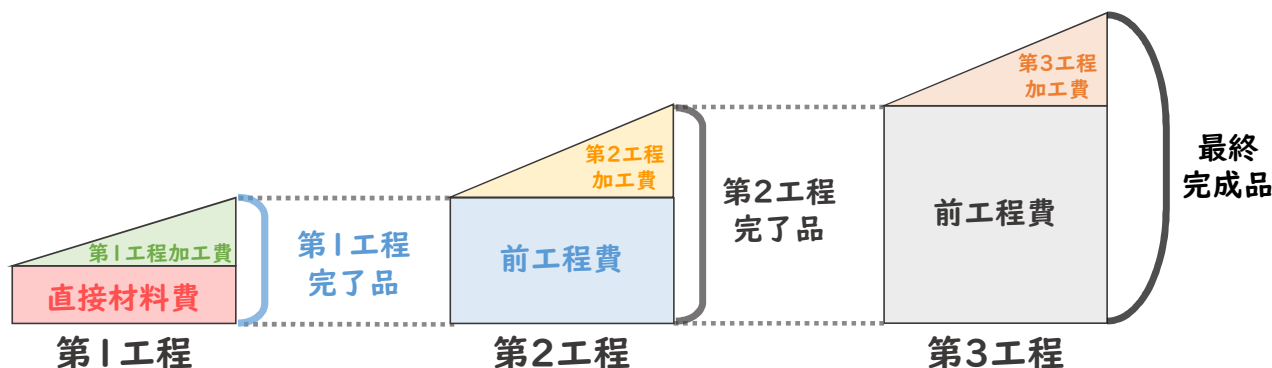 第1工程加工費
直接材料費
第1工程
第1工程
完了品
第2工程
加工費
前工程費
第2工程
第2工程
完了品
第3工程
加工費
前工程費
第3工程
最終
完成品